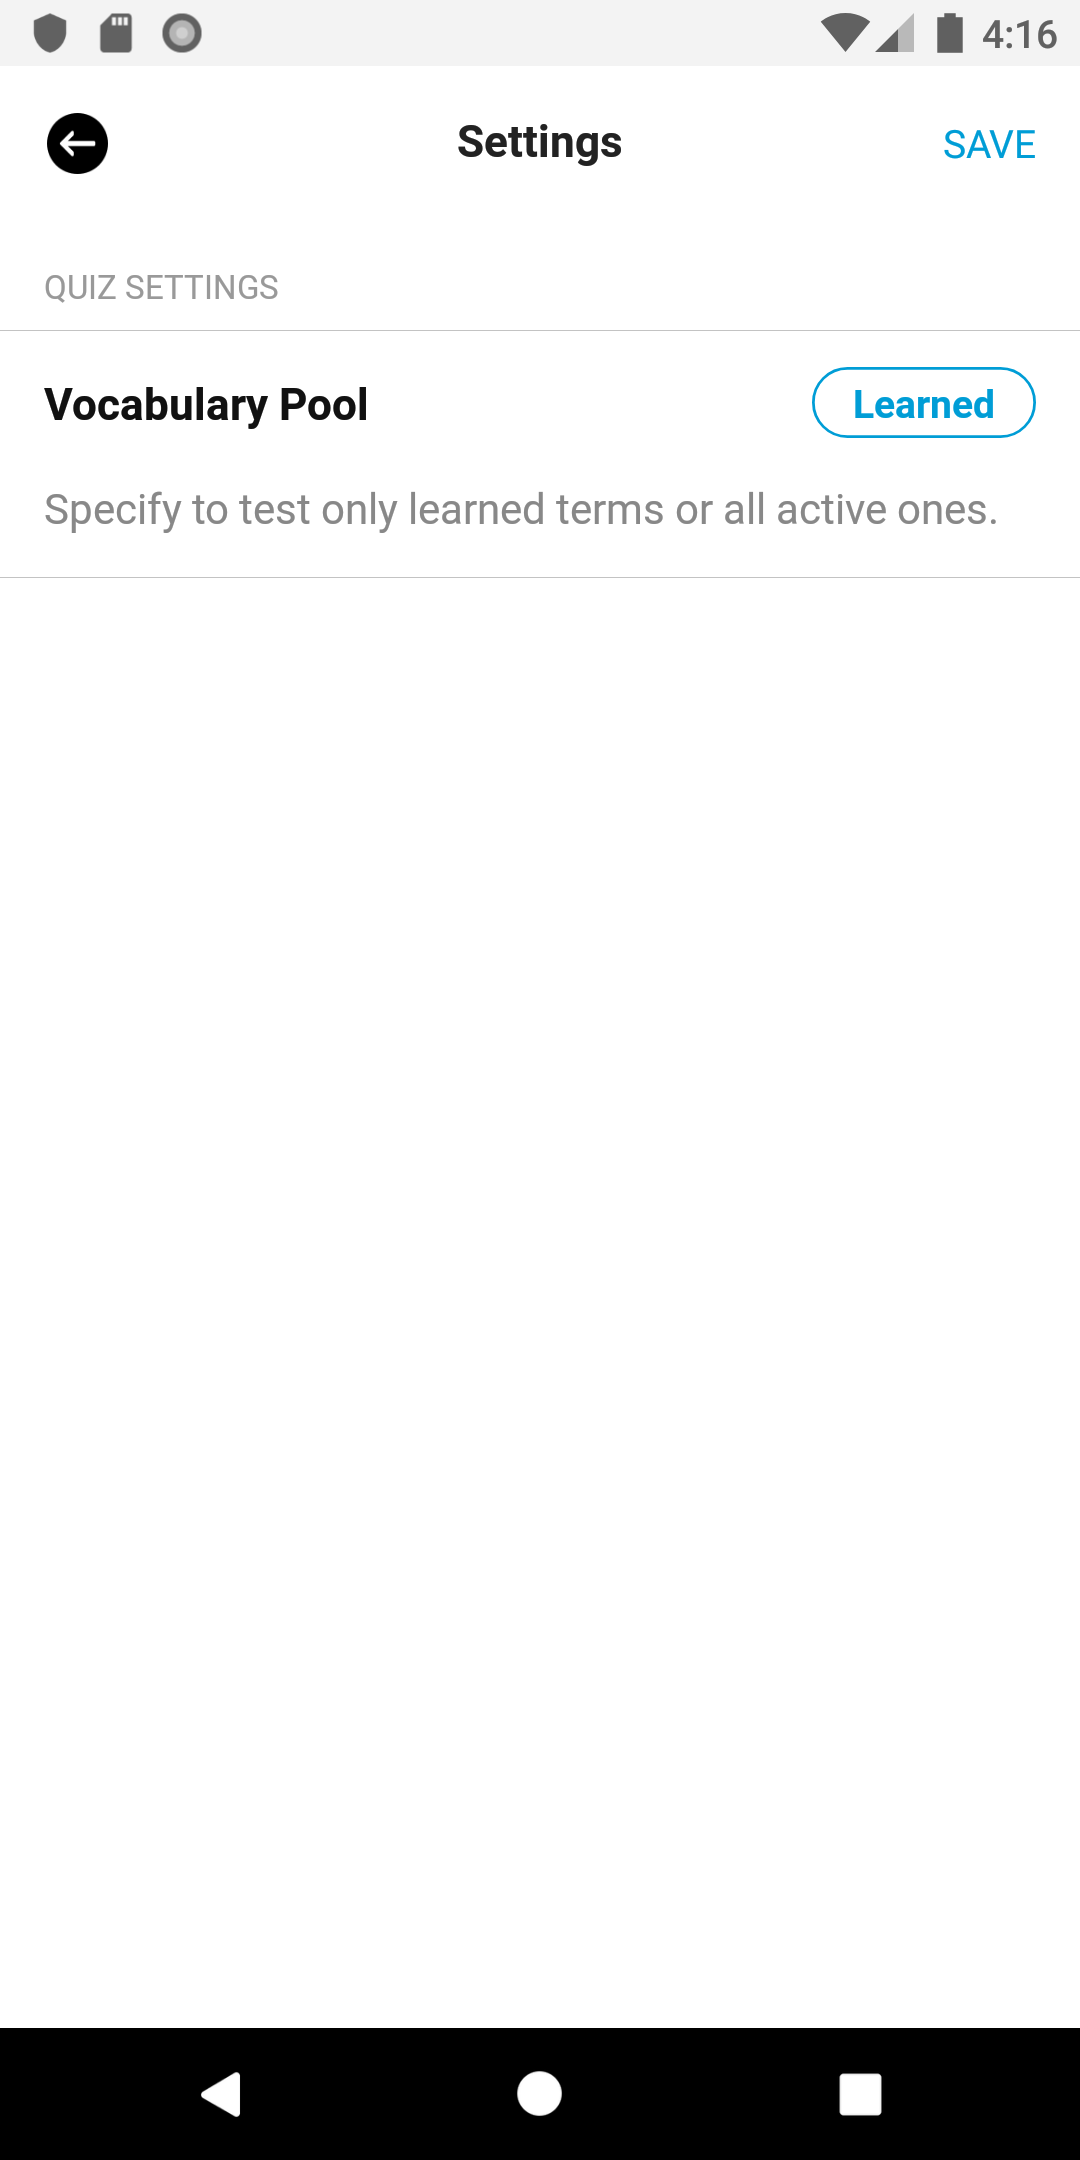 4:16
Settings
SAVE
QUIZ SETTINGS
Vocabulary Pool
Learned
Specify to test only learned terms or all active ones.